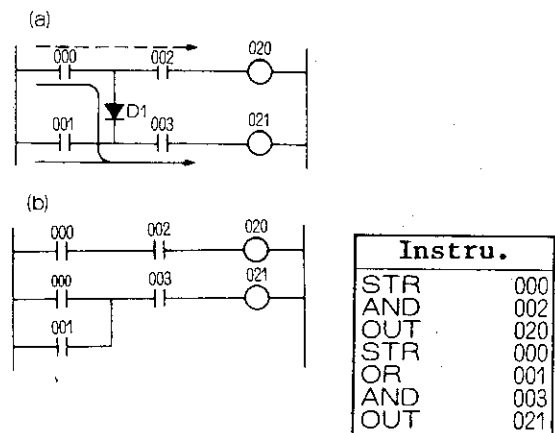 (a)
000 002 020
D1
001 003 021
(b)
000 002 020
000 003 021
001
Instru.
STR 000
AND 002
OUT 020
STR 000
OR 001
AND 003
OUT 021